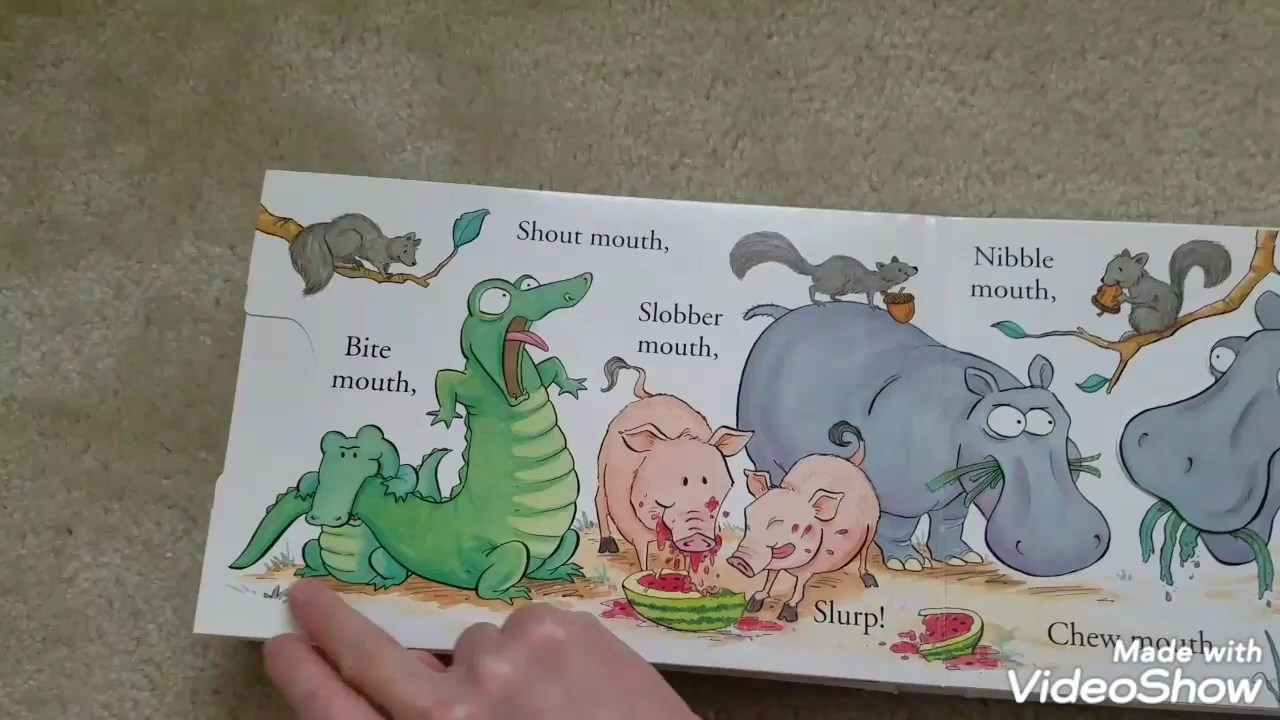 Bite
mouth,
Shout mouth,
Slobber
mouth,
Slurp!
Nibble
mouth,
Chew mouth
Made with
VideoShow